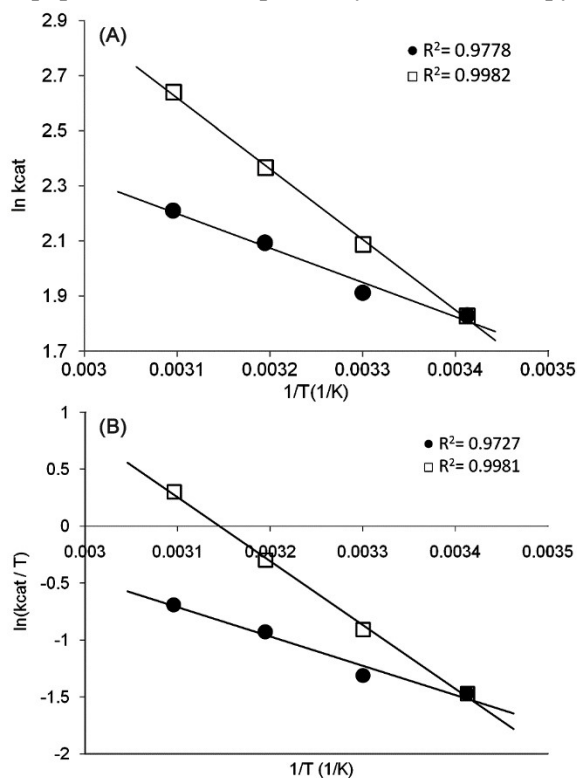 (A)
● R²= 0.9778
□ R²= 0.9982
2.9
2.7
2.5
2.3
2.1
1.9
1.7
ln kcat
0.003 0.0031 0.0032 0.0033 0.0034 0.0035
1/T(1/K)
(B)
● R²= 0.9727
□ R²= 0.9981
1
0.5
0
-0.5
-1
-1.5
-2
ln(kcat / T)
0.003 0.0031 0.0032 0.0033 0.0034 0.0035
1/T (1/K)